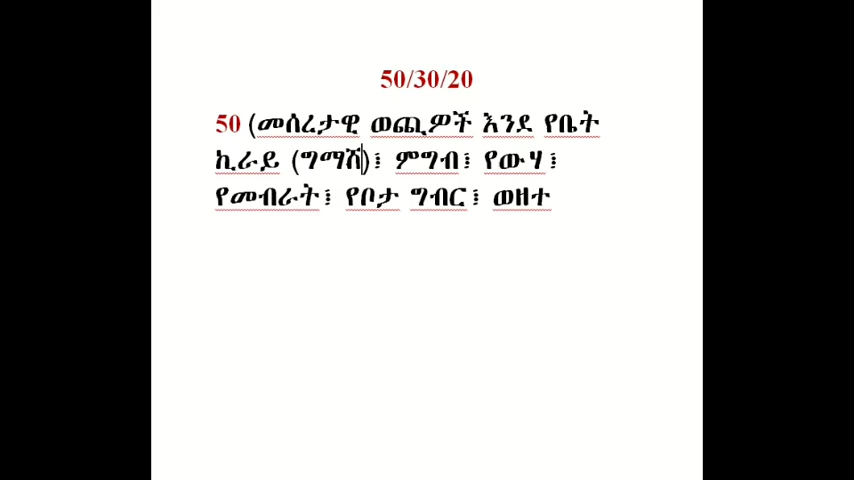 50/30/20
50 (መሰረታዊ ወጪዎች እንደ የቤት
ኪራይ (ግማሽ)፤ ምግብ፤ የውሃ፤
የመብራት፤ የቦታ ግብር፤ ወዘተ